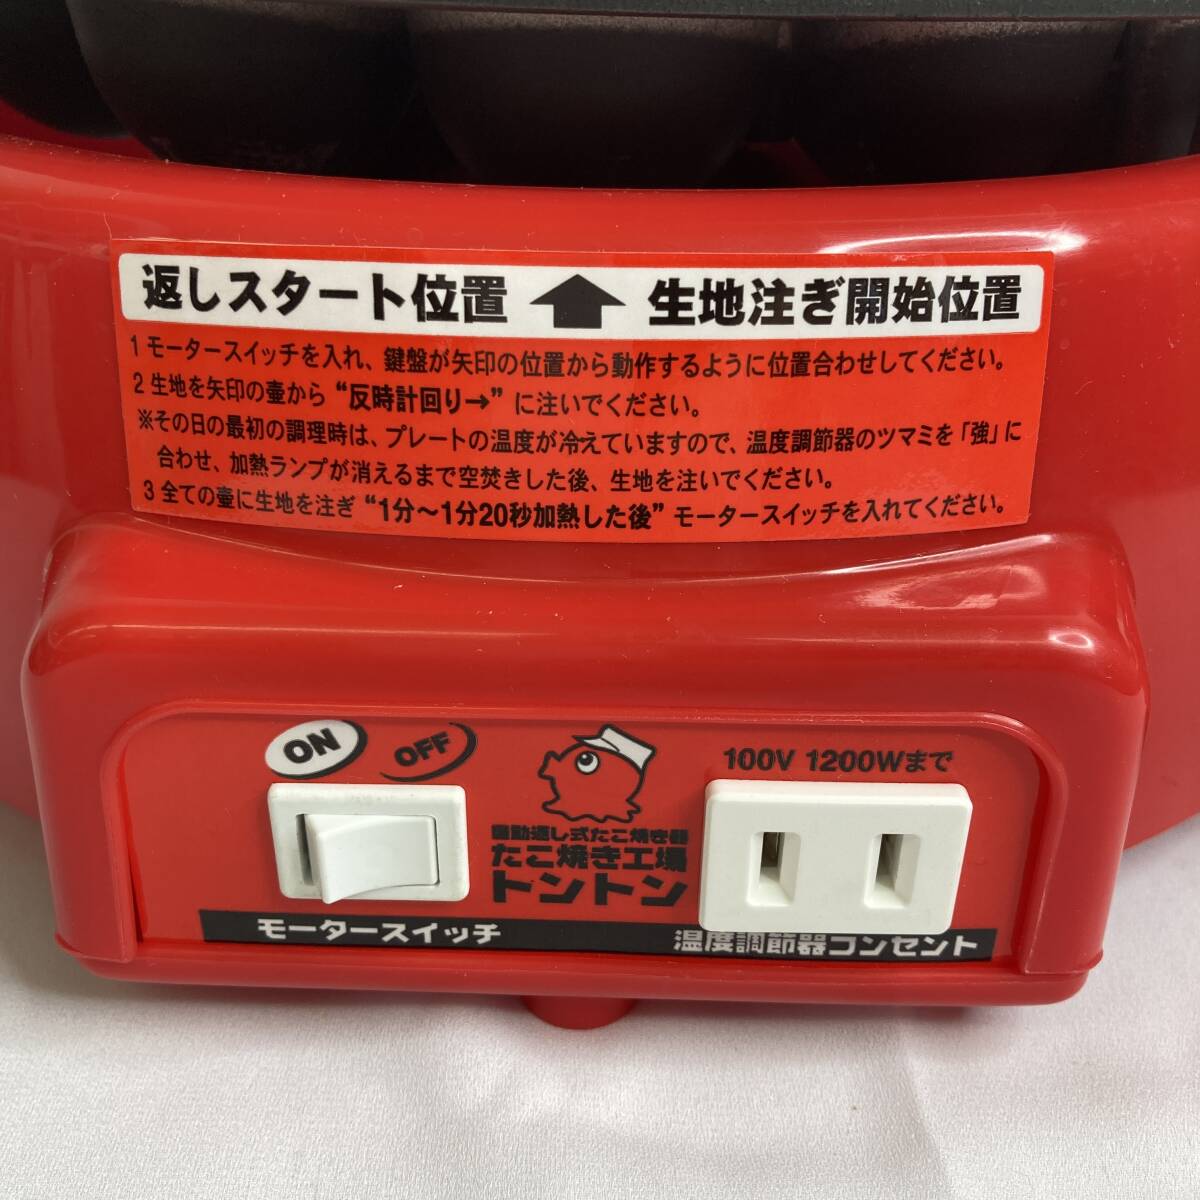 返しスタート位置 生地注ぎ開始位置
1 モータースイッチを入れ、鍵盤が矢印の位置から動作するように位置合わせしてください。
2 生地を矢印の壷から “反時計回り→” に注いでください。
※その日の最初の調理時は、プレートの温度が冷えていますので、温度調節器のツマミを「強」に
合わせ、加熱ランプが消えるまで空焚きした後、生地を注いでください。
3 全ての壷に生地を注ぎ “1分〜1分20秒加熱した後” モータースイッチを入れてください。
ON OFF
自動返し式たこ焼き器
たこ焼き工場
トントン
100V 1200Wまで
モータースイッチ
温度調節器コンセント